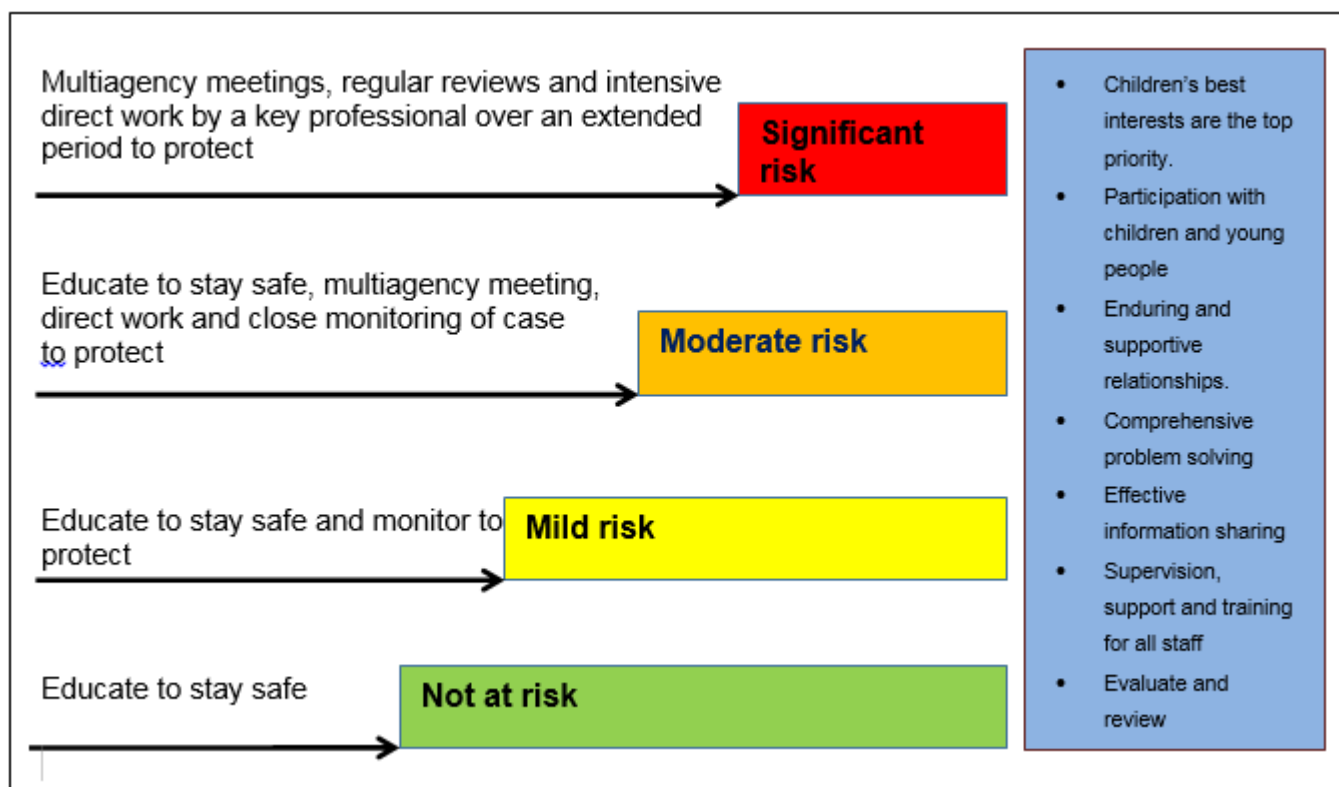 Multiagency meetings, regular reviews and intensive
direct work by a key professional over an extended
period to protect
Significant
risk
Educate to stay safe, multiagency meeting,
direct work and close monitoring of case
to protect
Moderate risk
Educate to stay safe and monitor to
protect
Mild risk
Educate to stay safe
Not at risk
• Children’s best
interests are the top
priority.
• Participation with
children and young
people
• Enduring and
supportive
relationships.
• Comprehensive
problem solving
• Effective
information sharing
• Supervision,
support and training
for all staff
• Evaluate and
review